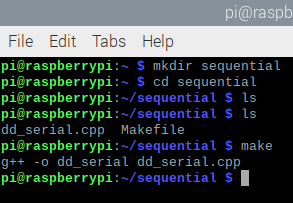 pi@raspb
File Edit Tabs Help
pi@raspberrypi:~ $ mkdir sequential
pi@raspberrypi:~ $ cd sequential
pi@raspberrypi:~/sequential $ ls
pi@raspberrypi:~/sequential $ ls
dd_serial.cpp Makefile
pi@raspberrypi:~/sequential $ make
g++ -o dd_serial dd_serial.cpp
pi@raspberrypi:~/sequential $